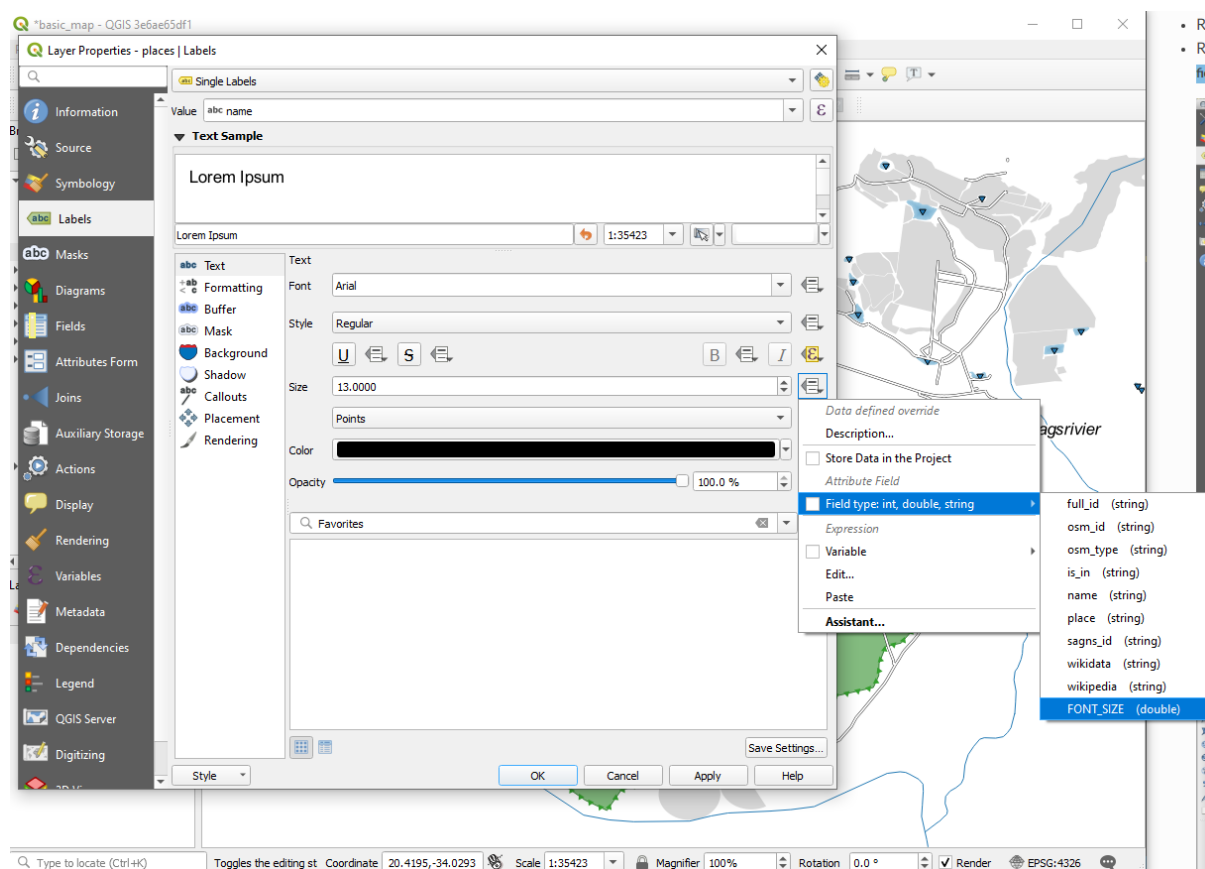 *basic_map - QGIS 3e6ae65df1
Layer Properties - places | Labels
Single Labels
Value abc name
Text Sample
Lorem Ipsum
Lorem Ipsum
1:35423
Information
Source
Symbology
abc Labels
abc Masks
Diagrams
Fields
Attributes Form
Joins
Auxiliary Storage
Actions
Display
Rendering
Variables
Metadata
Dependencies
Legend
QGIS Server
Digitizing
abc Text
Formatting
abc Buffer
abc Mask
Background
Shadow
abc Callouts
Placement
Rendering
Text
Font Arial
Style Regular
U S B I
Size 13.0000
Points
Color
Opacity 100.0 %
Favorites
Save Settings...
Style OK Cancel Apply Help
Data defined override
Description...
Store Data in the Project
Attribute Field
Field type: int, double, string
Expression
Variable
Edit...
Paste
Assistant...
full_id (string)
osm_id (string)
osm_type (string)
is_in (string)
name (string)
place (string)
sagns_id (string)
wikidata (string)
wikipedia (string)
FONT_SIZE (double)
agsrivier
Type to locate (Ctrl+K) Toggles the editing st Coordinate 20.4195,-34.0293 Scale 1:35423 Magnifier 100% Rotation 0.0 ° Render EPSG:4326